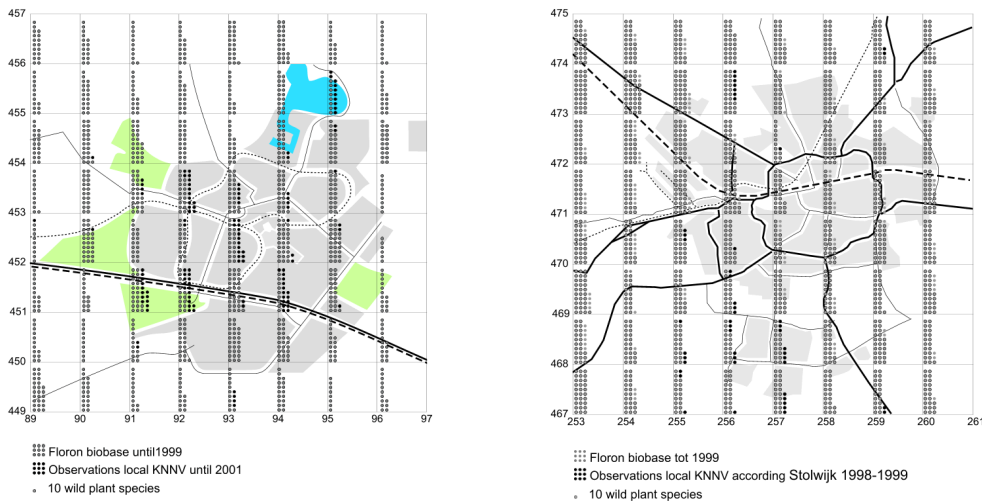 457
456
455
454
453
452
451
450
449
89 90 91 92 93 94 95 96 97
Floron biobase until1999
Observations local KNNV until 2001
10 wild plant species
475
474
473
472
471
470
469
468
467
253 254 255 256 257 258 259 260 261
Floron biobase tot 1999
Observations local KNNV according Stolwijk 1998-1999
10 wild plant species